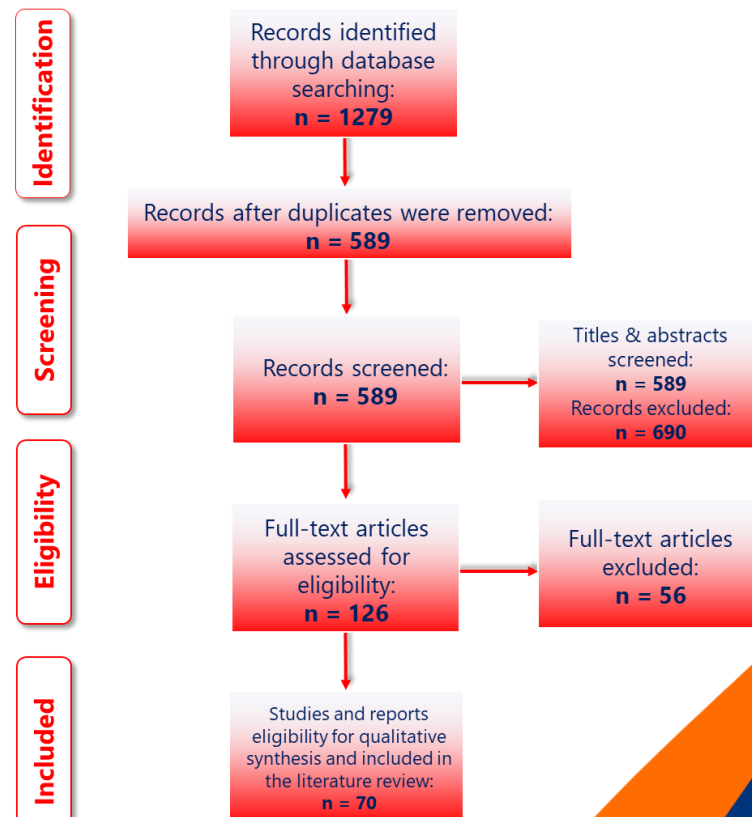 Identification
Records identified
through database
searching:
n = 1279
Records after duplicates were removed:
n = 589
Screening
Records screened:
n = 589
Titles & abstracts
screened:
n = 589
Records excluded:
n = 690
Eligibility
Full-text articles
assessed for
eligibility:
n = 126
Full-text articles
excluded:
n = 56
Included
Studies and reports
eligibility for qualitative
synthesis and included in
the literature review:
n = 70